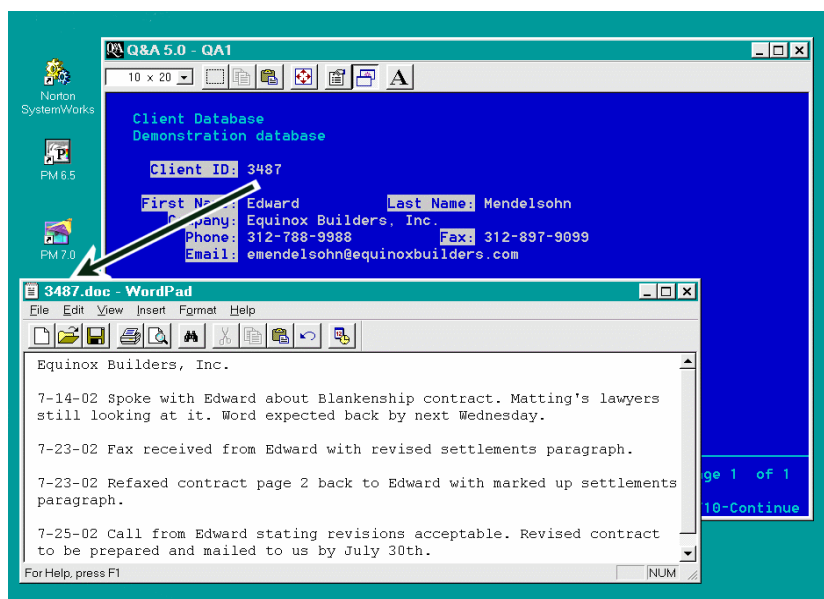 Q&A 5.0 - QA1
Norton
SystemWorks
10 x 20
A
Client Database
Demonstration database
PM 6.5
Client ID: 3487
First Name: Edward Last Name: Mendelsohn
Company: Equinox Builders, Inc.
Phone: 312-788-9988 Fax: 312-897-9099
PM 7.0
Email: emendelsohn@equinoxbuilders.com
3487.doc - WordPad
File Edit View Insert Format Help
Equinox Builders, Inc.
7-14-02 Spoke with Edward about Blankenship contract. Matting's lawyers
still looking at it. Word expected back by next Wednesday.
7-23-02 Fax received from Edward with revised settlements paragraph.
7-23-02 Refaxed contract page 2 back to Edward with marked up settlements
paragraph.
7-25-02 Call from Edward stating revisions acceptable. Revised contract
to be prepared and mailed to us by July 30th.
ge 1 of 1
10-Continue
For Help, press F1
NUM